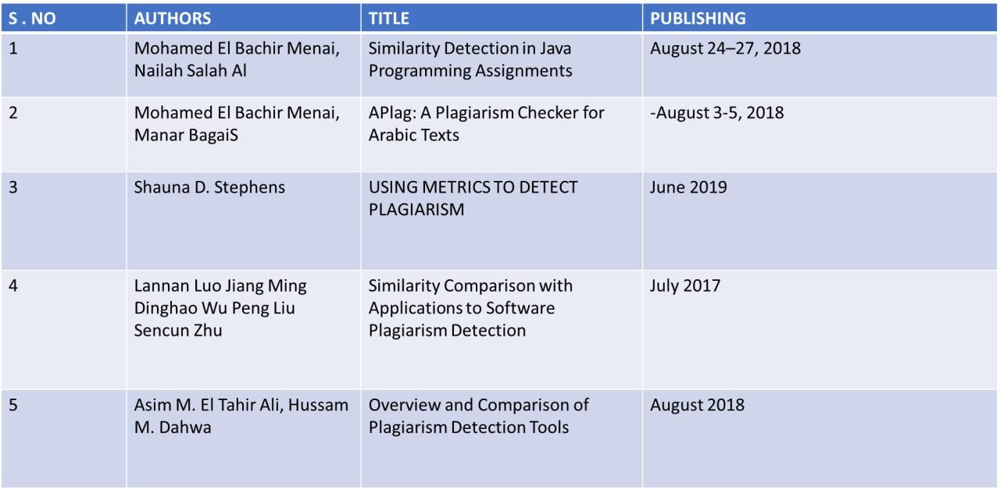 S . NO AUTHORS TITLE PUBLISHING
1 Mohamed El Bachir Menai, Similarity Detection in Java August 24–27, 2018
Nailah Salah Al Programming Assignments
2 Mohamed El Bachir Menai, APlag: A Plagiarism Checker for -August 3-5, 2018
Manar BagaiS Arabic Texts
3 Shauna D. Stephens USING METRICS TO DETECT June 2019
PLAGIARISM
4 Lannan Luo Jiang Ming Similarity Comparison with July 2017
Dinghao Wu Peng Liu Applications to Software
Sencun Zhu Plagiarism Detection
5 Asim M. El Tahir Ali, Hussam Overview and Comparison of August 2018
M. Dahwa Plagiarism Detection Tools